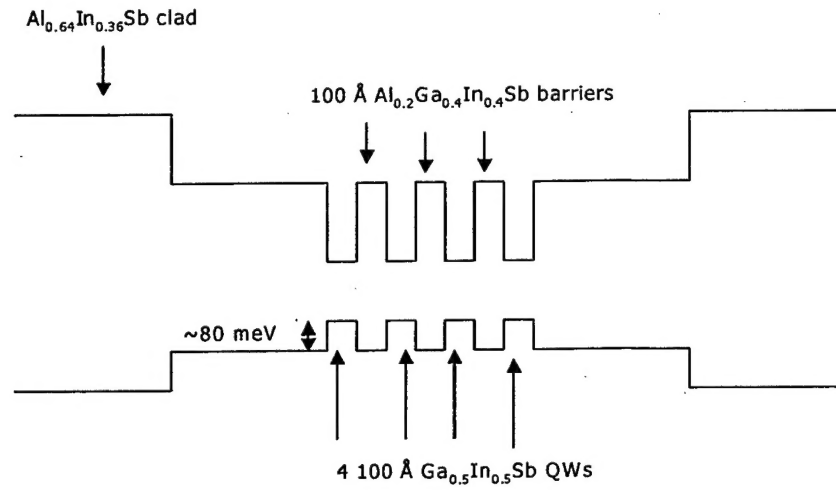 Al₀.₆₄In₀.₃₆Sb clad
100 Å Al₀.₂Ga₀.₄In₀.₄Sb barriers
~80 meV
4 100 Å Ga₀.₅In₀.₅Sb QWs